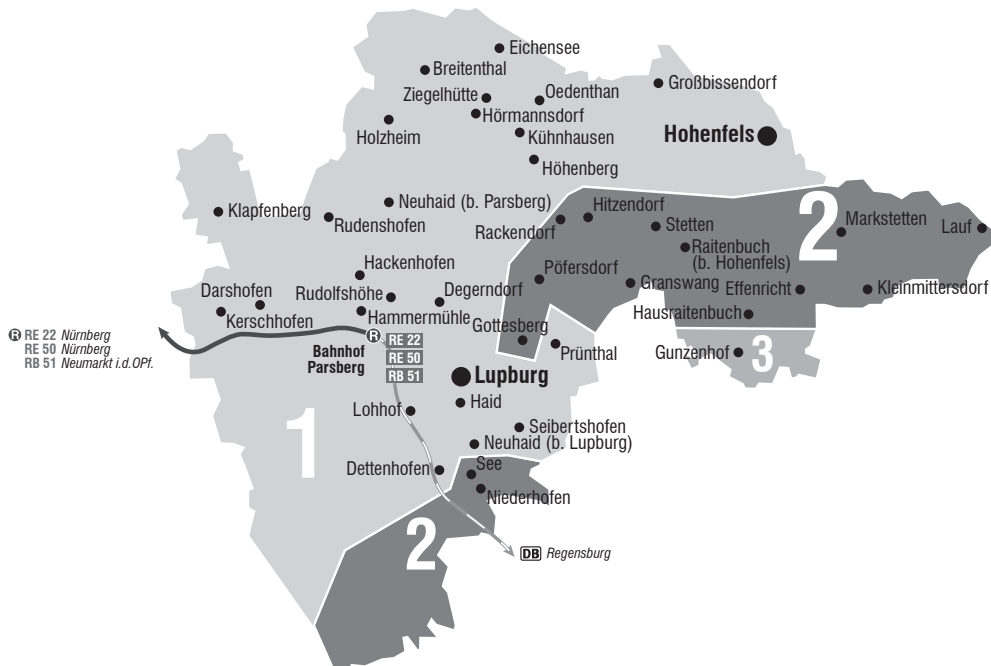 Eichensee
Breitenthal
Großbissendorf
Ziegelhütte
Oedenthan
Hörmannsdorf
Holzheim
Kühnhausen
Hohenfels
Höhenberg
Klapfenberg
Neuhaid (b. Parsberg)
Rudenshofen
Hitzendorf
Rackendorf
Stetten
2
Markstetten
Lauf
Raitenbuch
(b. Hohenfels)
Hackenhofen
Pöfersdorf
Granswang
Effenricht
Kleinmittersdorf
Darshofen
Rudolfshöhe
Degerndorf
Kerschhofen
Hammermühle
Hausraitenbuch
Gottesberg
R RE 22 Nürnberg
RE 50 Nürnberg
RB 51 Neumarkt i.d.OPf.
R
RE 22
RE 50
RB 51
Bahnhof
Parsberg
Prünthal
Gunzenhof
3
Lupburg
Haid
Lohhof
1
Seibertshofen
Neuhaid (b. Lupburg)
Dettenhofen
See
Niederhofen
2
DB Regensburg